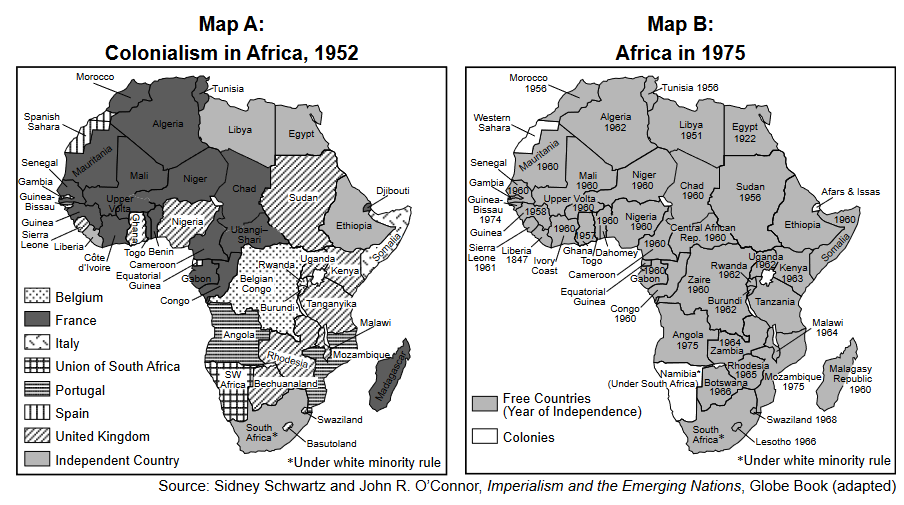 Map A:
Colonialism in Africa, 1952
Morocco
Tunisia
Spanish
Sahara
Algeria
Libya
Egypt
Mauritania
Senegal
Gambia
Guinea-
Bissau
Guinea
Sierra
Leone
Liberia
Mali
Niger
Chad
Sudan
Djibouti
Upper
Volta
Ghana
Nigeria
Ethiopia
Ubangi–
Shari
Somalia
Togo
Benin
Côte
d'Ivoire
Cameroon
Equatorial
Guinea
Gabon
Congo
Uganda
Kenya
Rwanda
Belgian
Congo
Burundi
Tanganyika
Malawi
Angola
Rhodesia
Mozambique
SW
Africa
Bechuanaland
Madagascar
Swaziland
South
Africa*
Basutoland
Belgium
France
Italy
Union of South Africa
Portugal
Spain
United Kingdom
Independent Country
*Under white minority rule
Map B:
Africa in 1975
Morocco
1956
Tunisia 1956
Western
Sahara
Algeria
1962
Libya
1951
Egypt
1922
Mauritania
1960
Senegal
1960
Gambia
Guinea-
Bissau
1974
Guinea
1958
Sierra
Leone
1961
Liberia
1847
Ivory
Coast
1960
Mali
1960
Niger
1960
Chad
1960
Sudan
1956
Afars & Issas
Upper Volta
1960
Nigeria
1960
1960
1957
Ghana
Togo
Dahomey
Ethiopia
1960
Somalia
Central African
Rep. 1960
Cameroon
1960
Equatorial
Guinea
1960
Gabon
Congo
1960
Uganda
1962
Kenya
1963
Rwanda
1962
Zaire
1960
Burundi
1962
Tanzania
Angola
1975
1964
Zambia
Malawi
1964
Rhodesia
1965
Mozambique
1975
Malagasy
Republic
1960
Namibia*
(Under South Africa)
Botswana
1966
Swaziland 1968
South
Africa*
Lesotho 1966
Free Countries
(Year of Independence)
Colonies
*Under white minority rule
Source: Sidney Schwartz and John R. O'Connor, Imperialism and the Emerging Nations, Globe Book (adapted)